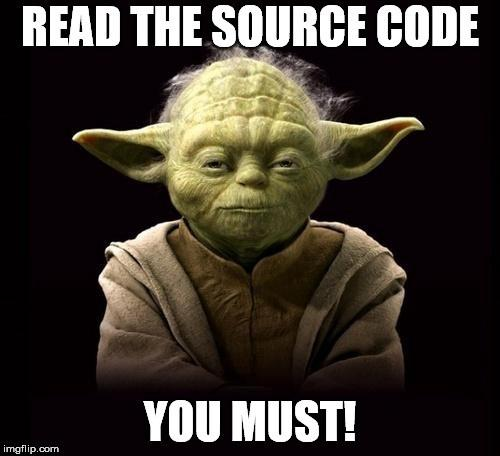 READ THE SOURCE CODE
YOU MUST!
imgflip.com